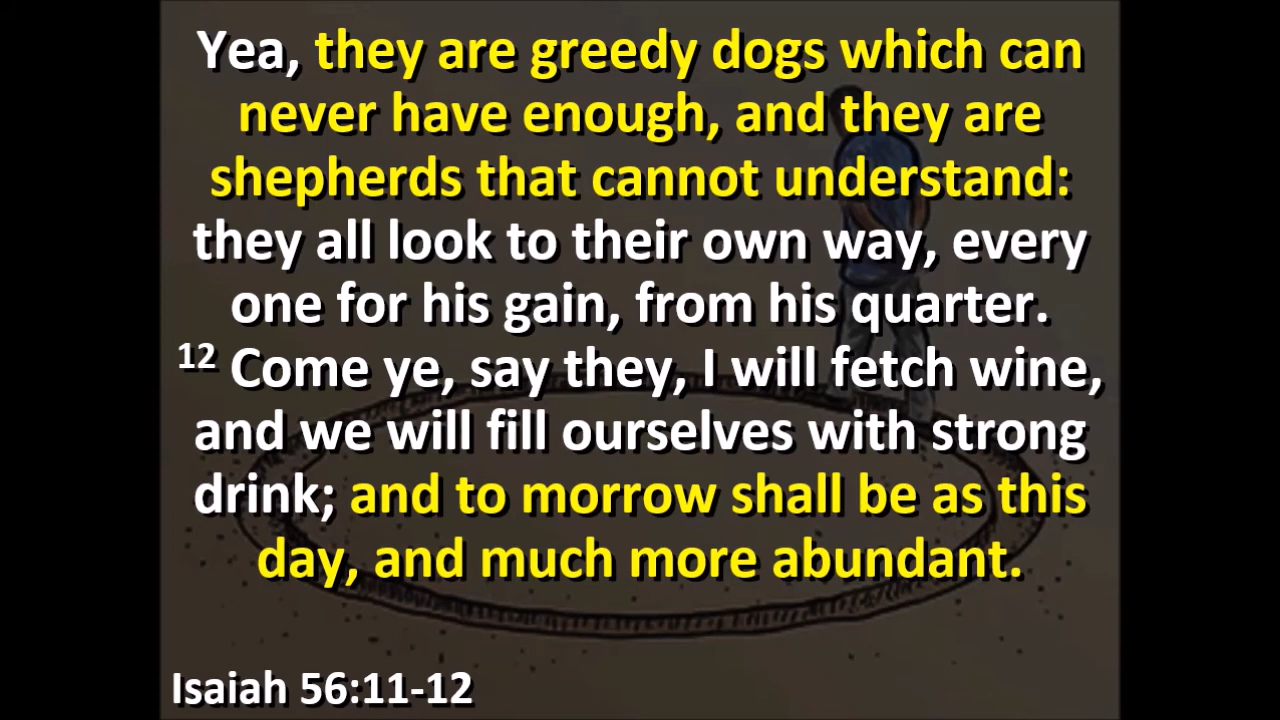 Yea, they are greedy dogs which can
never have enough, and they are
shepherds that cannot understand:
they all look to their own way, every
one for his gain, from his quarter.
12 Come ye, say they, I will fetch wine,
and we will fill ourselves with strong
drink; and to morrow shall be as this
day, and much more abundant.
Isaiah 56:11-12